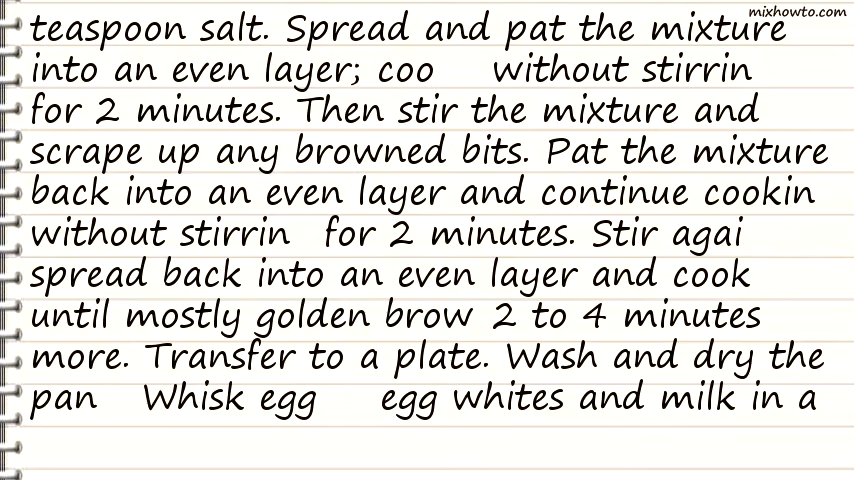 mixhowto.com
teaspoon salt. Spread and pat the mixture
into an even layer; coo without stirrin
for 2 minutes. Then stir the mixture and
scrape up any browned bits. Pat the mixture
back into an even layer and continue cookin
without stirrin for 2 minutes. Stir agai
spread back into an even layer and cook
until mostly golden brow 2 to 4 minutes
more. Transfer to a plate. Wash and dry the
pan Whisk egg egg whites and milk in a